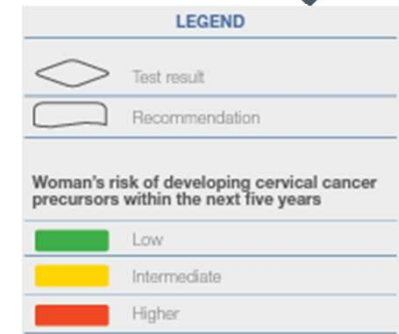 LEGEND
Test result
Recommendation
Woman's risk of developing cervical cancer
precursors within the next five years
Low
Intermediate
Higher